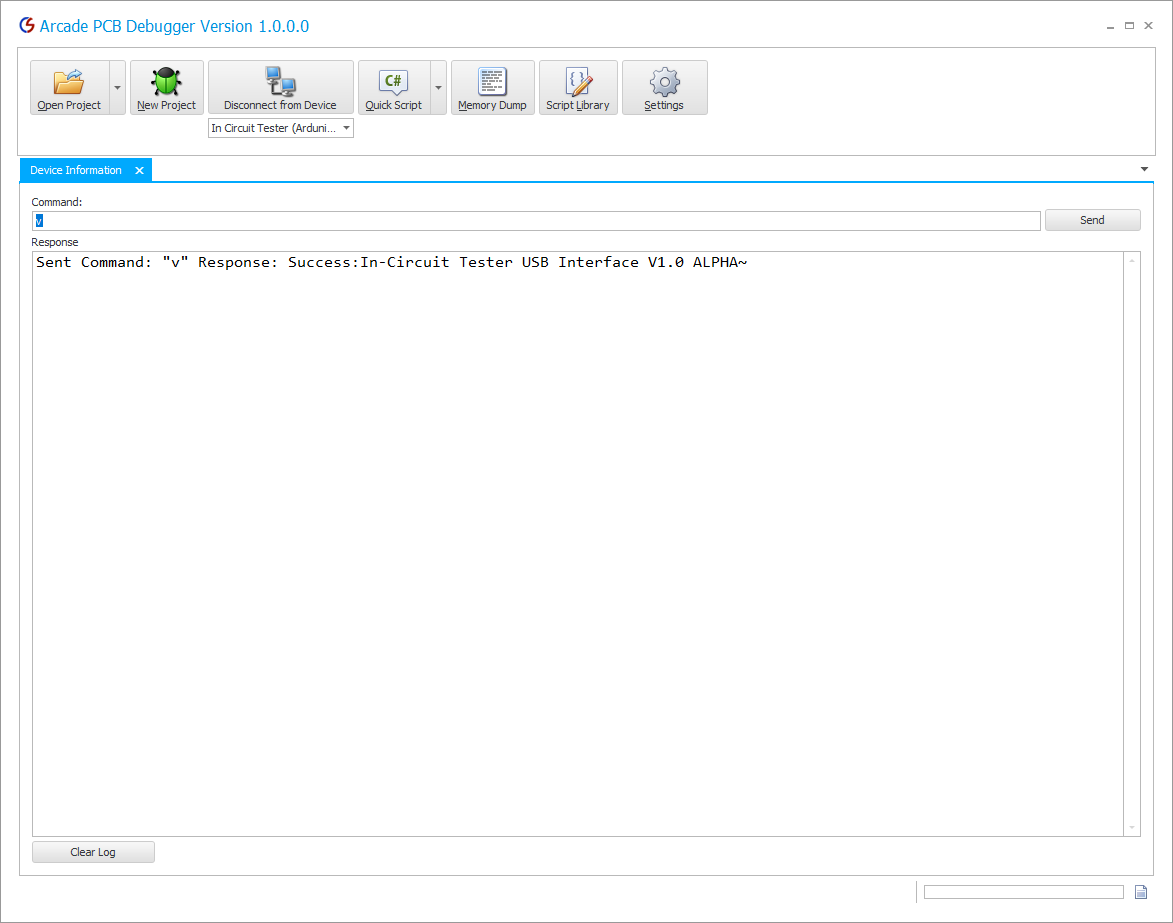 Arcade PCB Debugger Version 1.0.0.0
Open Project
New Project
Disconnect from Device
C#
Quick Script
Memory Dump
Script Library
Settings
In Circuit Tester (Arduni...
Device Information
Command:
v
Send
Response
Sent Command: "v" Response: Success:In-Circuit Tester USB Interface V1.0 ALPHA~
Clear Log